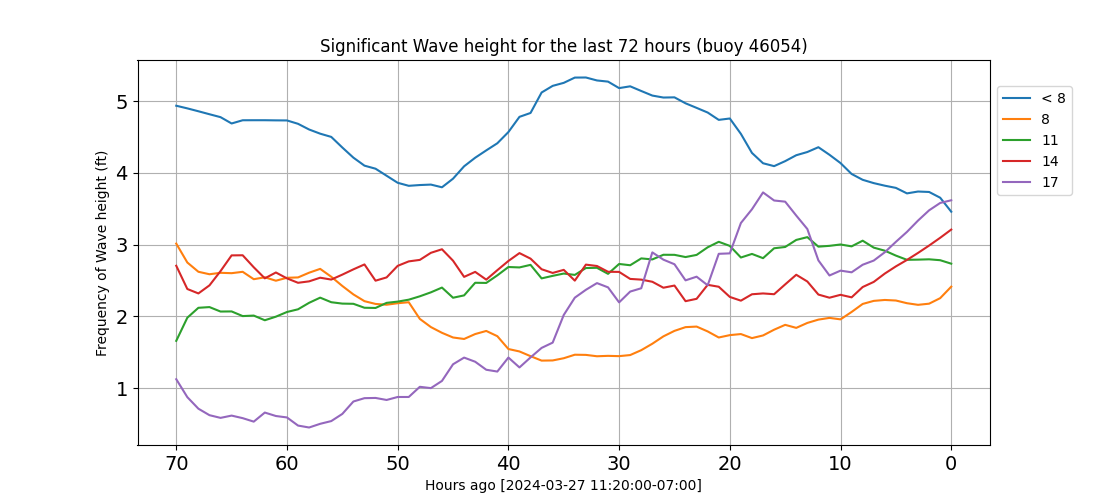 Significant Wave height for the last 72 hours (buoy 46054)
Frequency of Wave height (ft)
5
4
3
2
1
70 60 50 40 30 20 10 0
Hours ago [2024-03-27 11:20:00-07:00]
< 8
8
11
14
17